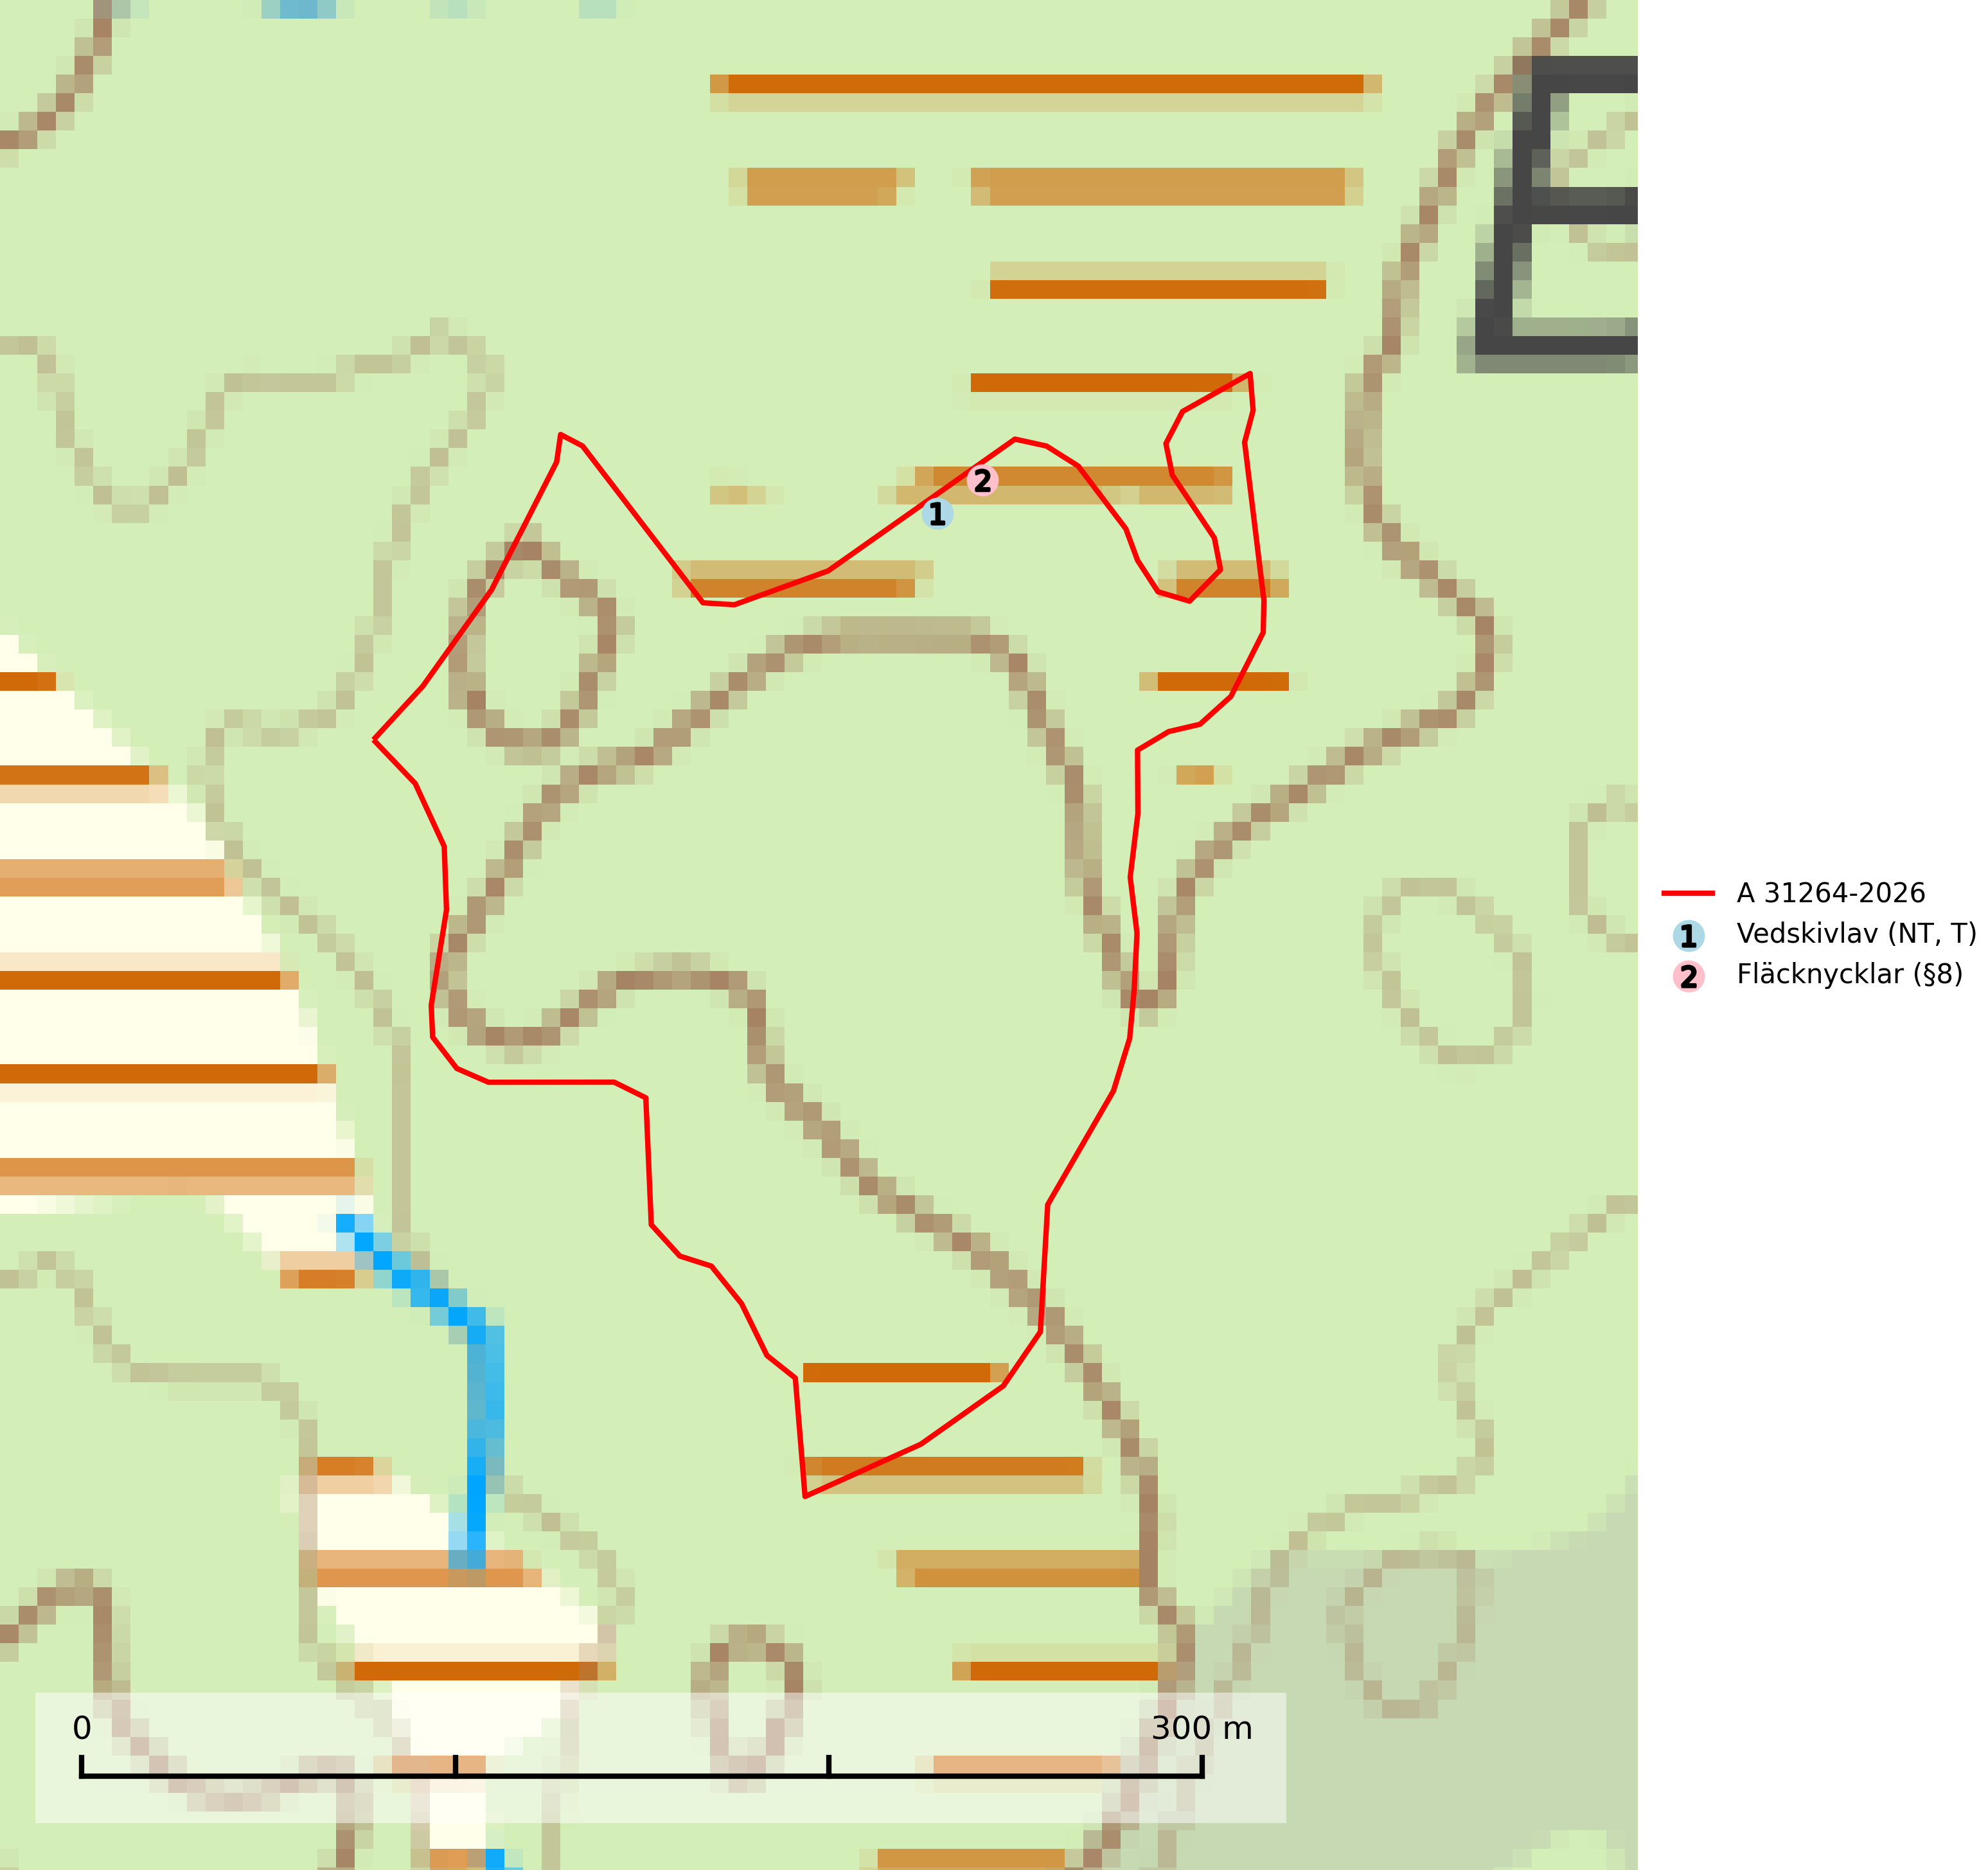 2
1
A 31264-2026
1 Vedskivlav (NT, T)
2 Fläcknycklar (§8)
0 300 m